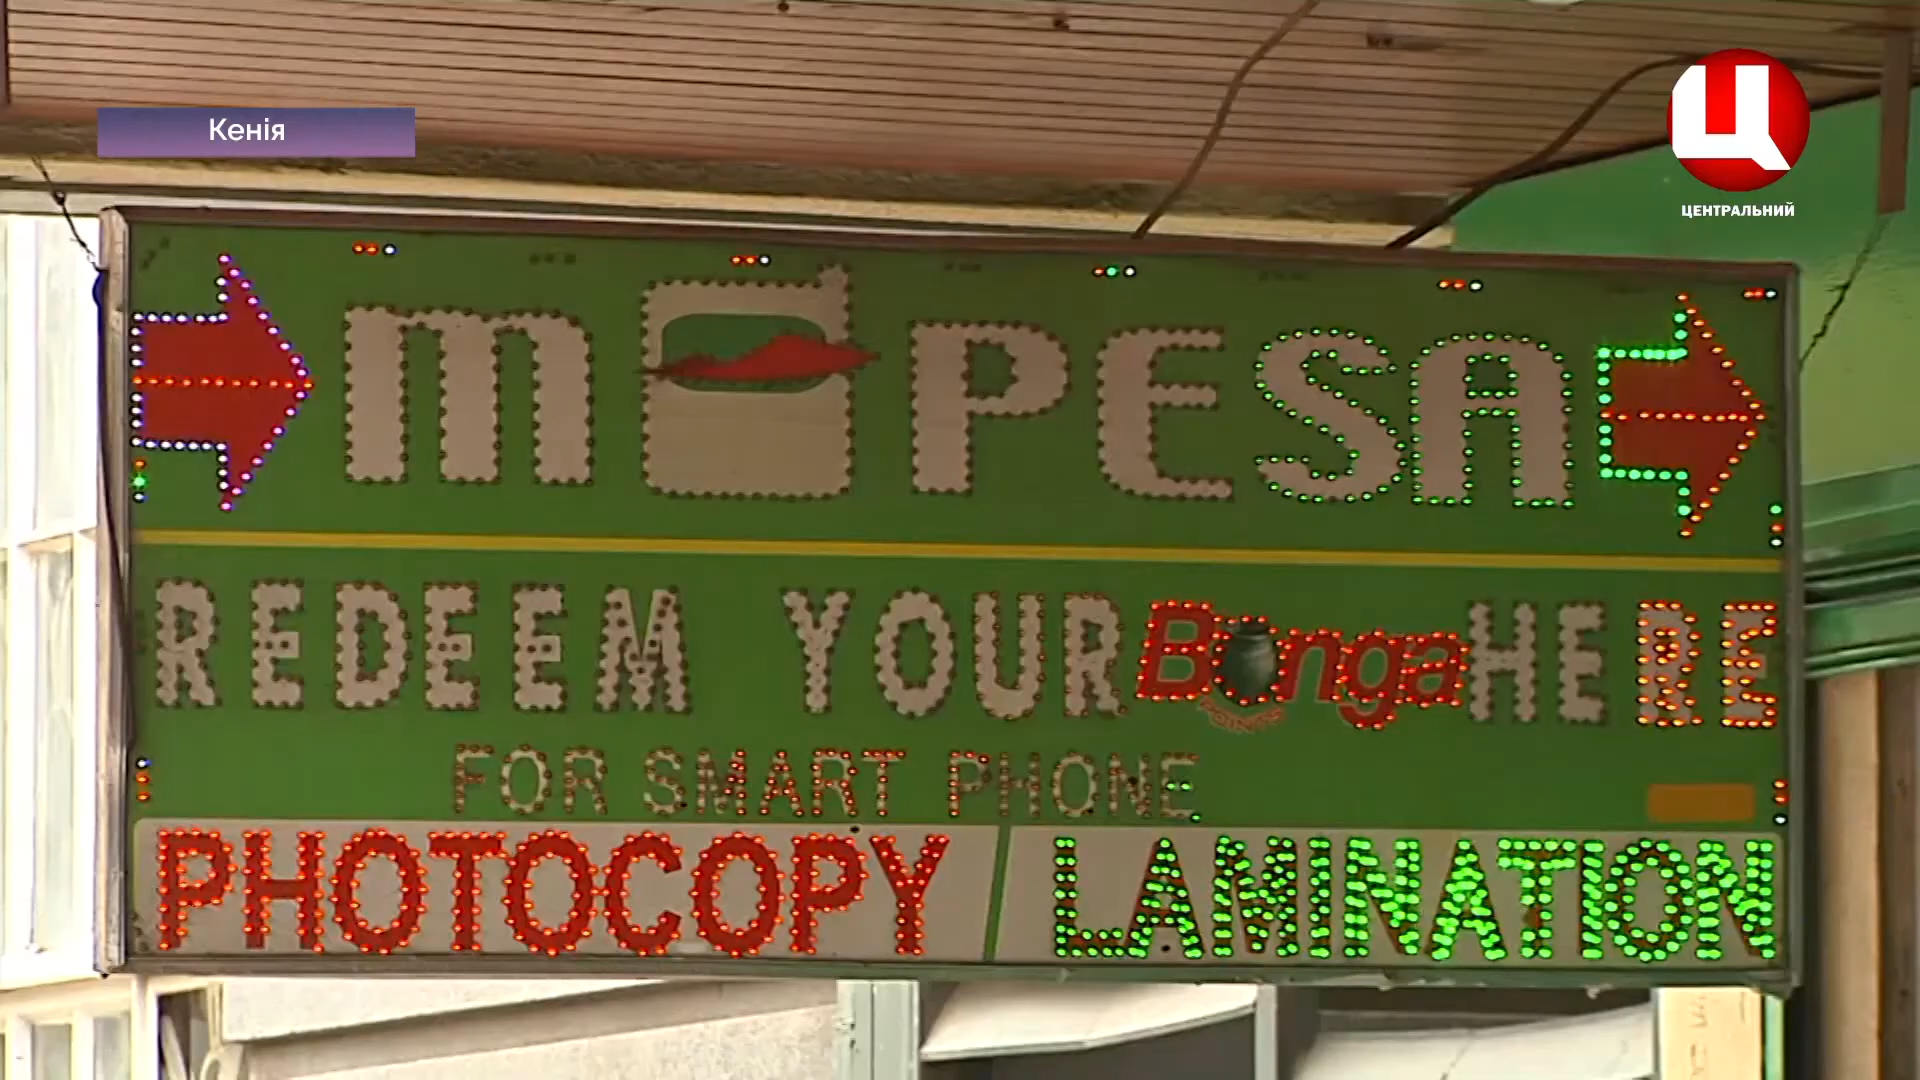 Кенія
Ц
ЦЕНТРАЛЬНИЙ
m PESA
REDEEM YOUR Bonga HERE
POINTS
FOR SMART PHONE
PHOTOCOPY LAMINATION